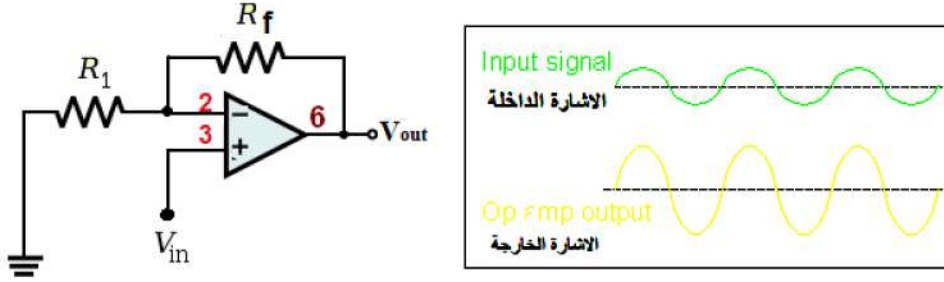 R1
Rf
2
3
6
Vout
Vin
Input signal
الاشارة الداخلة
Op amp output
الاشارة الخارجة